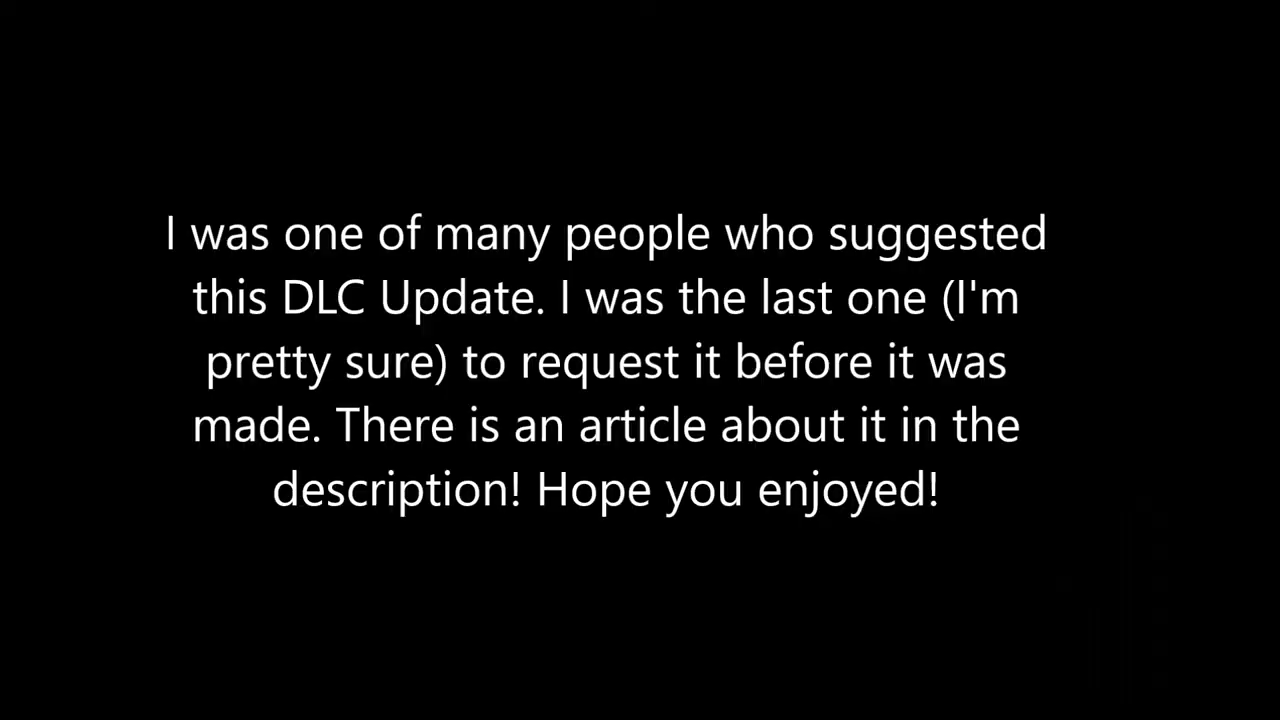 I was one of many people who suggested
this DLC Update. I was the last one (I'm
pretty sure) to request it before it was
made. There is an article about it in the
description! Hope you enjoyed!